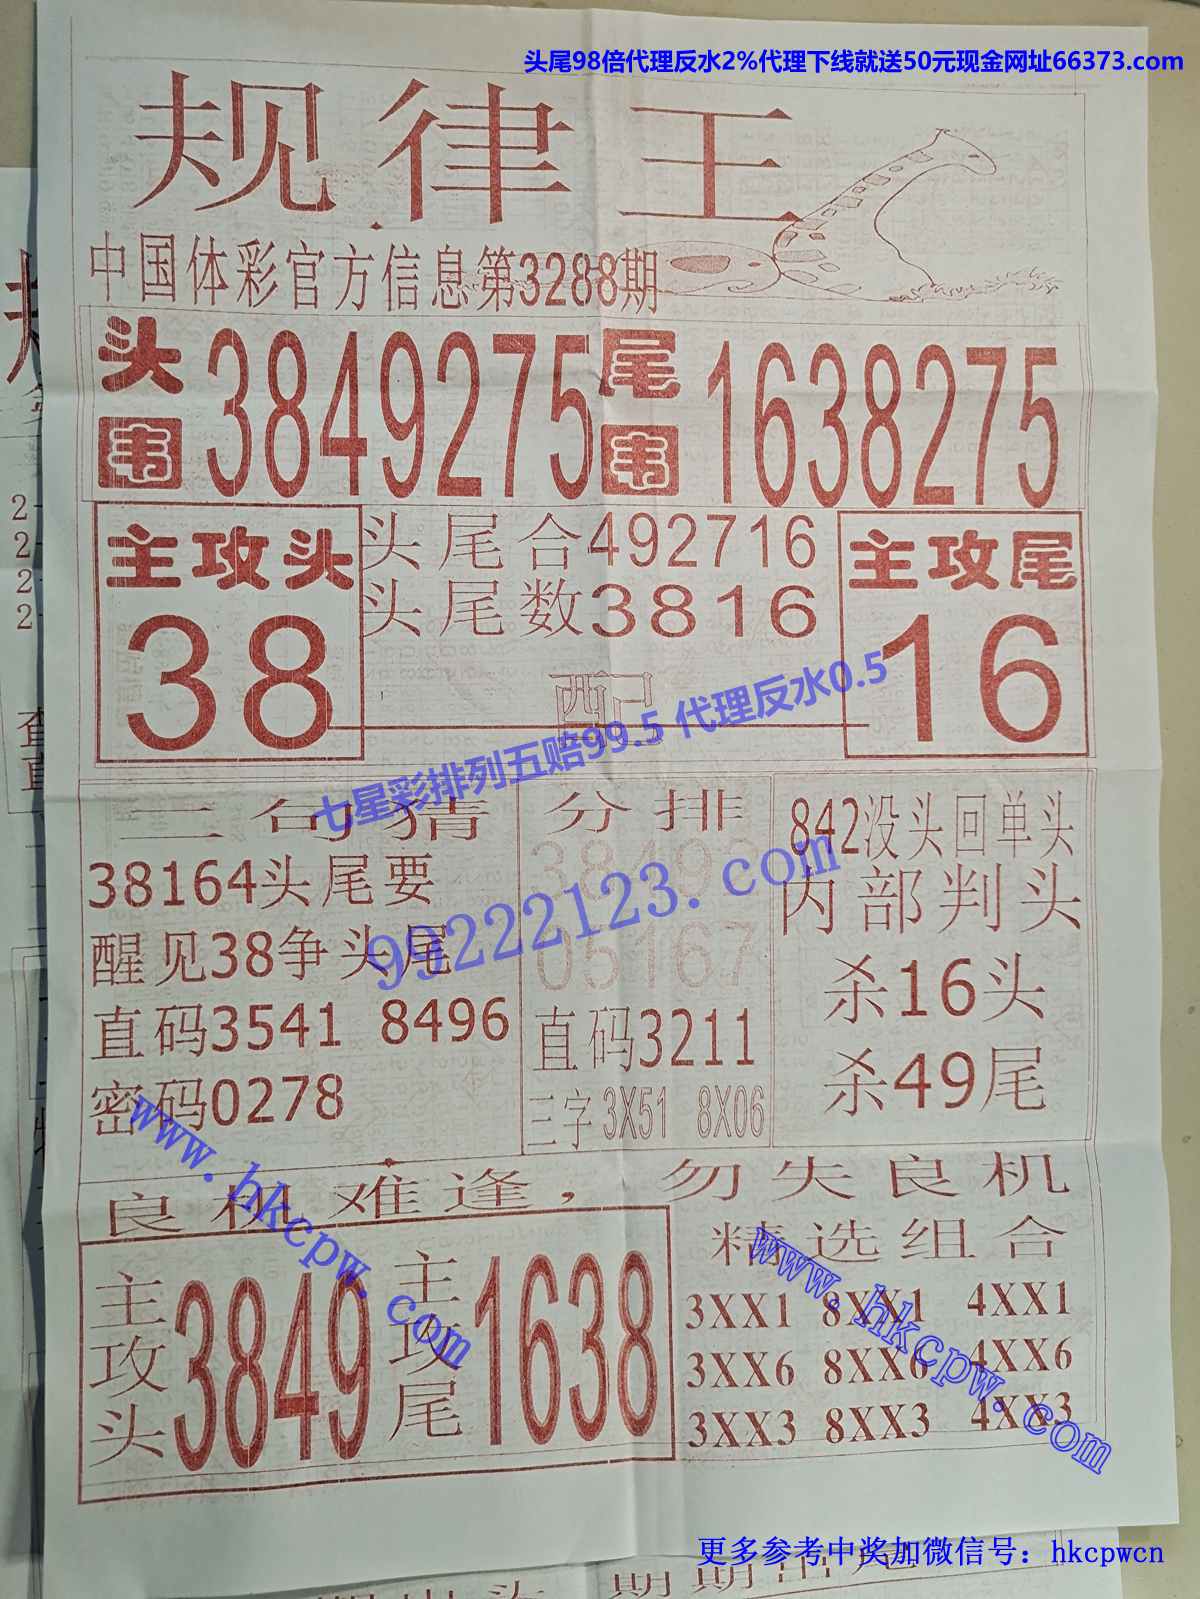 头尾98倍代理反水2%代理下线就送50元现金网址66373.com
规律王
中国体彩官方信息第3288期
头围 3849275 尾围 1638275
主攻头 38
头尾合492716
头尾数3816
主攻尾 16
配
七星彩排列五赔99.5 代理反水0.5
99222123.com
二句猜
38164头尾要
醒见38争头尾
直码3541 8496
密码0278
分排
38492
05167
直码3211
三字 3X51 8X06
842没头回单头
内部判头
杀16头
杀49尾
良机难逢，勿失良机
主攻头 3849 主攻尾 1638
精选组合
3XX1 8XX1 4XX1
3XX6 8XX6 4XX6
3XX3 8XX3 4XX3
www.hkcpw.com
www.hkcpw.com
更多参考中奖加微信号：hkcpwcn